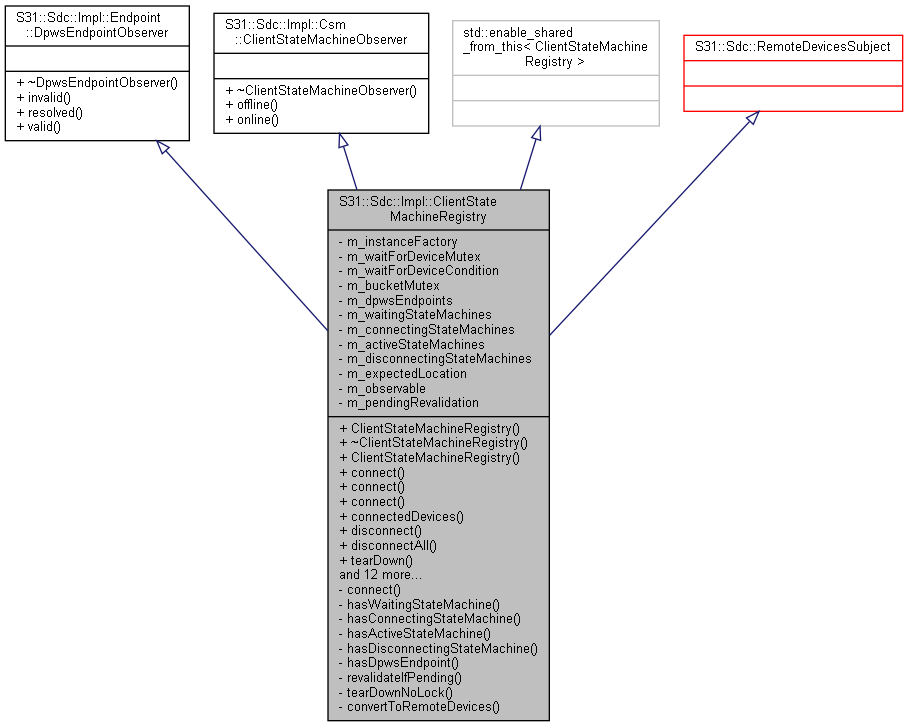 S31::Sdc::Impl::Endpoint
::DpwsEndpointObserver
+ ~DpwsEndpointObserver()
+ invalid()
+ resolved()
+ valid()
S31::Sdc::Impl::Csm
::ClientStateMachineObserver
+ ~ClientStateMachineObserver()
+ offline()
+ online()
std::enable_shared
_from_this< ClientStateMachine
Registry >
S31::Sdc::RemoteDevicesSubject
S31::Sdc::Impl::ClientState
MachineRegistry
- m_instanceFactory
- m_waitForDeviceMutex
- m_waitForDeviceCondition
- m_bucketMutex
- m_dpwsEndpoints
- m_waitingStateMachines
- m_connectingStateMachines
- m_activeStateMachines
- m_disconnectingStateMachines
- m_expectedLocation
- m_observable
- m_pendingRevalidation
+ ClientStateMachineRegistry()
+ ~ClientStateMachineRegistry()
+ ClientStateMachineRegistry()
+ connect()
+ connect()
+ connect()
+ connectedDevices()
+ disconnect()
+ disconnectAll()
+ tearDown()
and 12 more...
- connect()
- hasWaitingStateMachine()
- hasConnectingStateMachine()
- hasActiveStateMachine()
- hasDisconnectingStateMachine()
- hasDpwsEndpoint()
- revalidateIfPending()
- tearDownNoLock()
- convertToRemoteDevices()